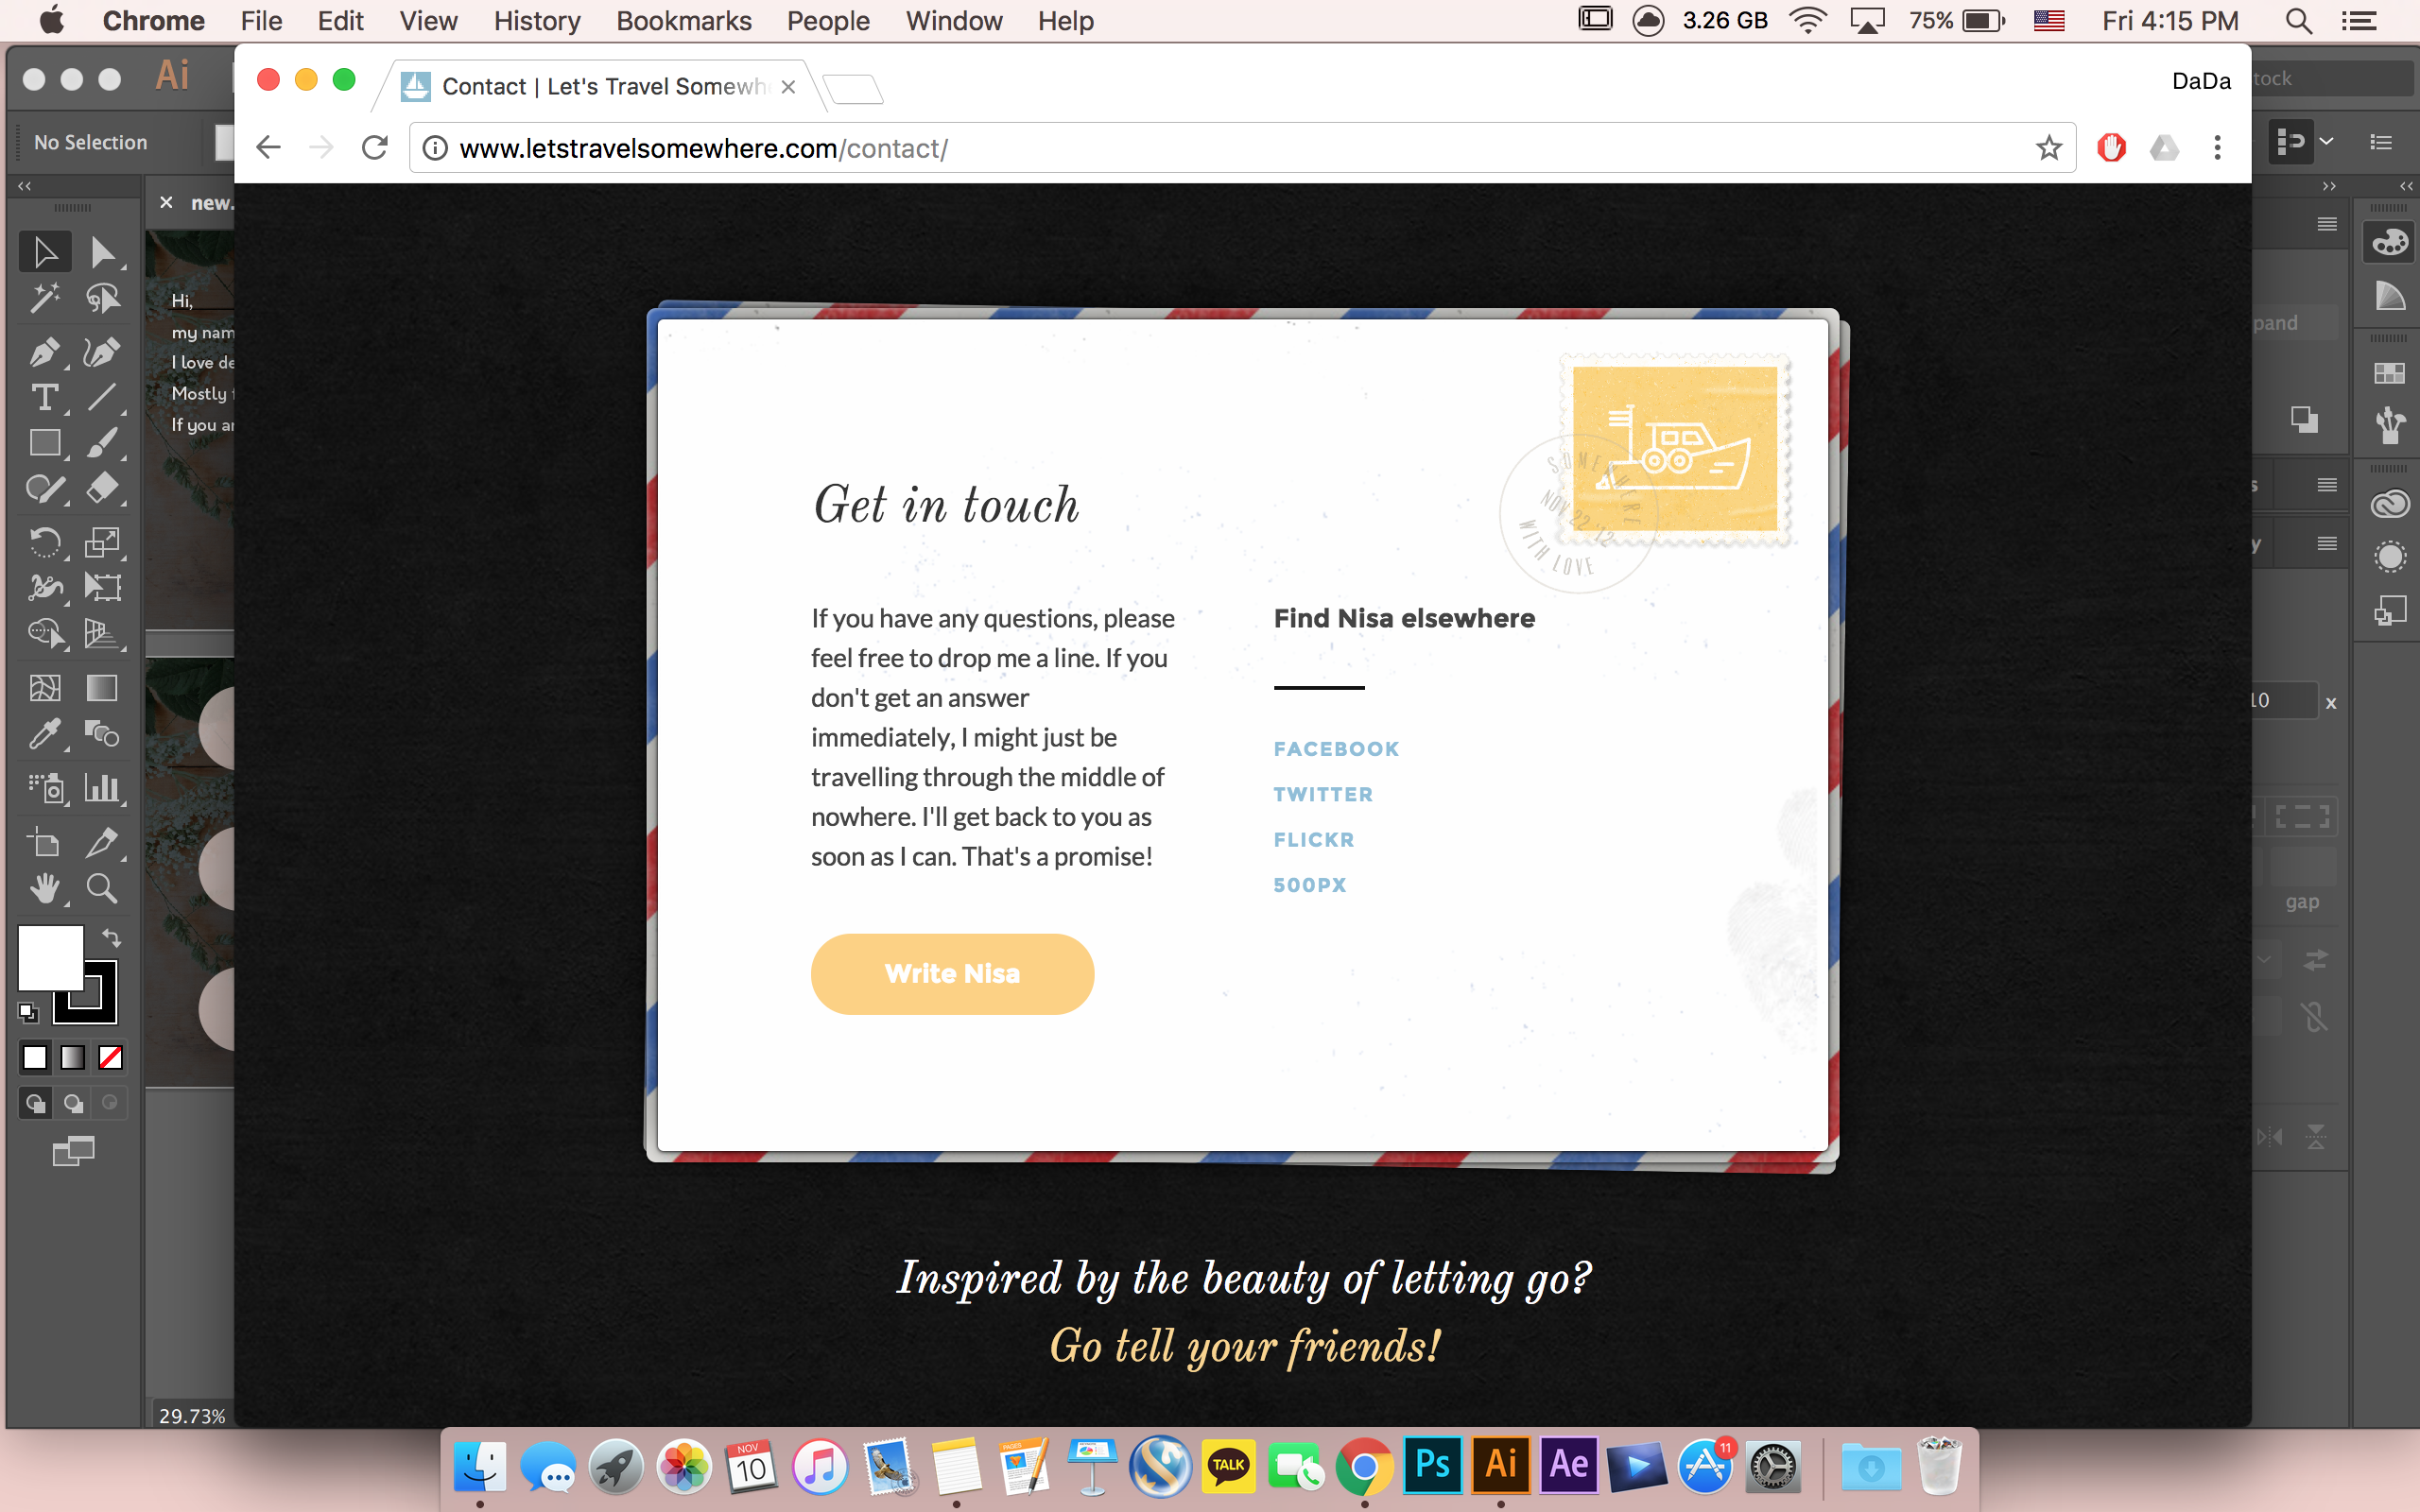 Chrome File Edit View History Bookmarks People Window Help 3.26 GB 75% Fri 4:15 PM
Ai
Contact | Let's Travel Somewh
DaDa
tock
No Selection
www.letstravelsomewhere.com/contact/
new.
Hi,
my nam
I love de
Mostly
If you ar
pand
SOMEWHERE
NOV 22 '12
WITH LOVE
Get in touch
If you have any questions, please
feel free to drop me a line. If you
don't get an answer
immediately, I might just be
travelling through the middle of
nowhere. I'll get back to you as
soon as I can. That's a promise!
Write Nisa
Find Nisa elsewhere
FACEBOOK
TWITTER
FLICKR
500PX
10 x
gap
Inspired by the beauty of letting go?
Go tell your friends!
29.73%
NOV
10
PAGES
TALK
Ps
Ai
Ae
11